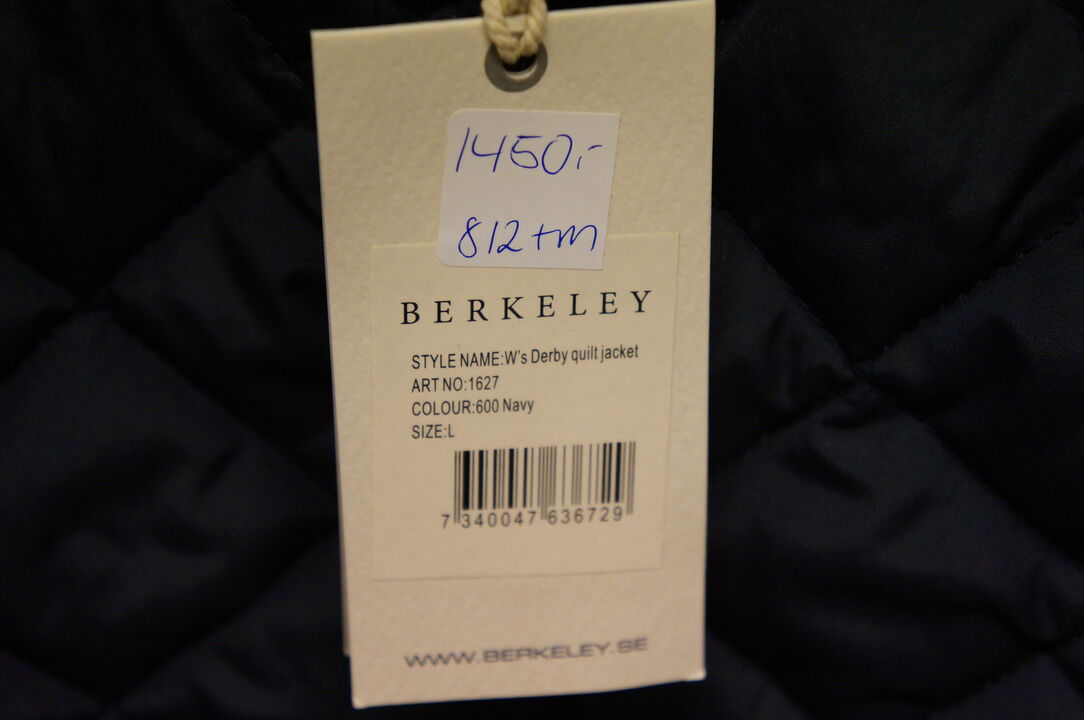 1450,-
812+m
BERKELEY
STYLE NAME:W's Derby quilt jacket
ART NO:1627
COLOUR:600 Navy
SIZE:L
7 340047 636729
WWW.BERKELEY.SE